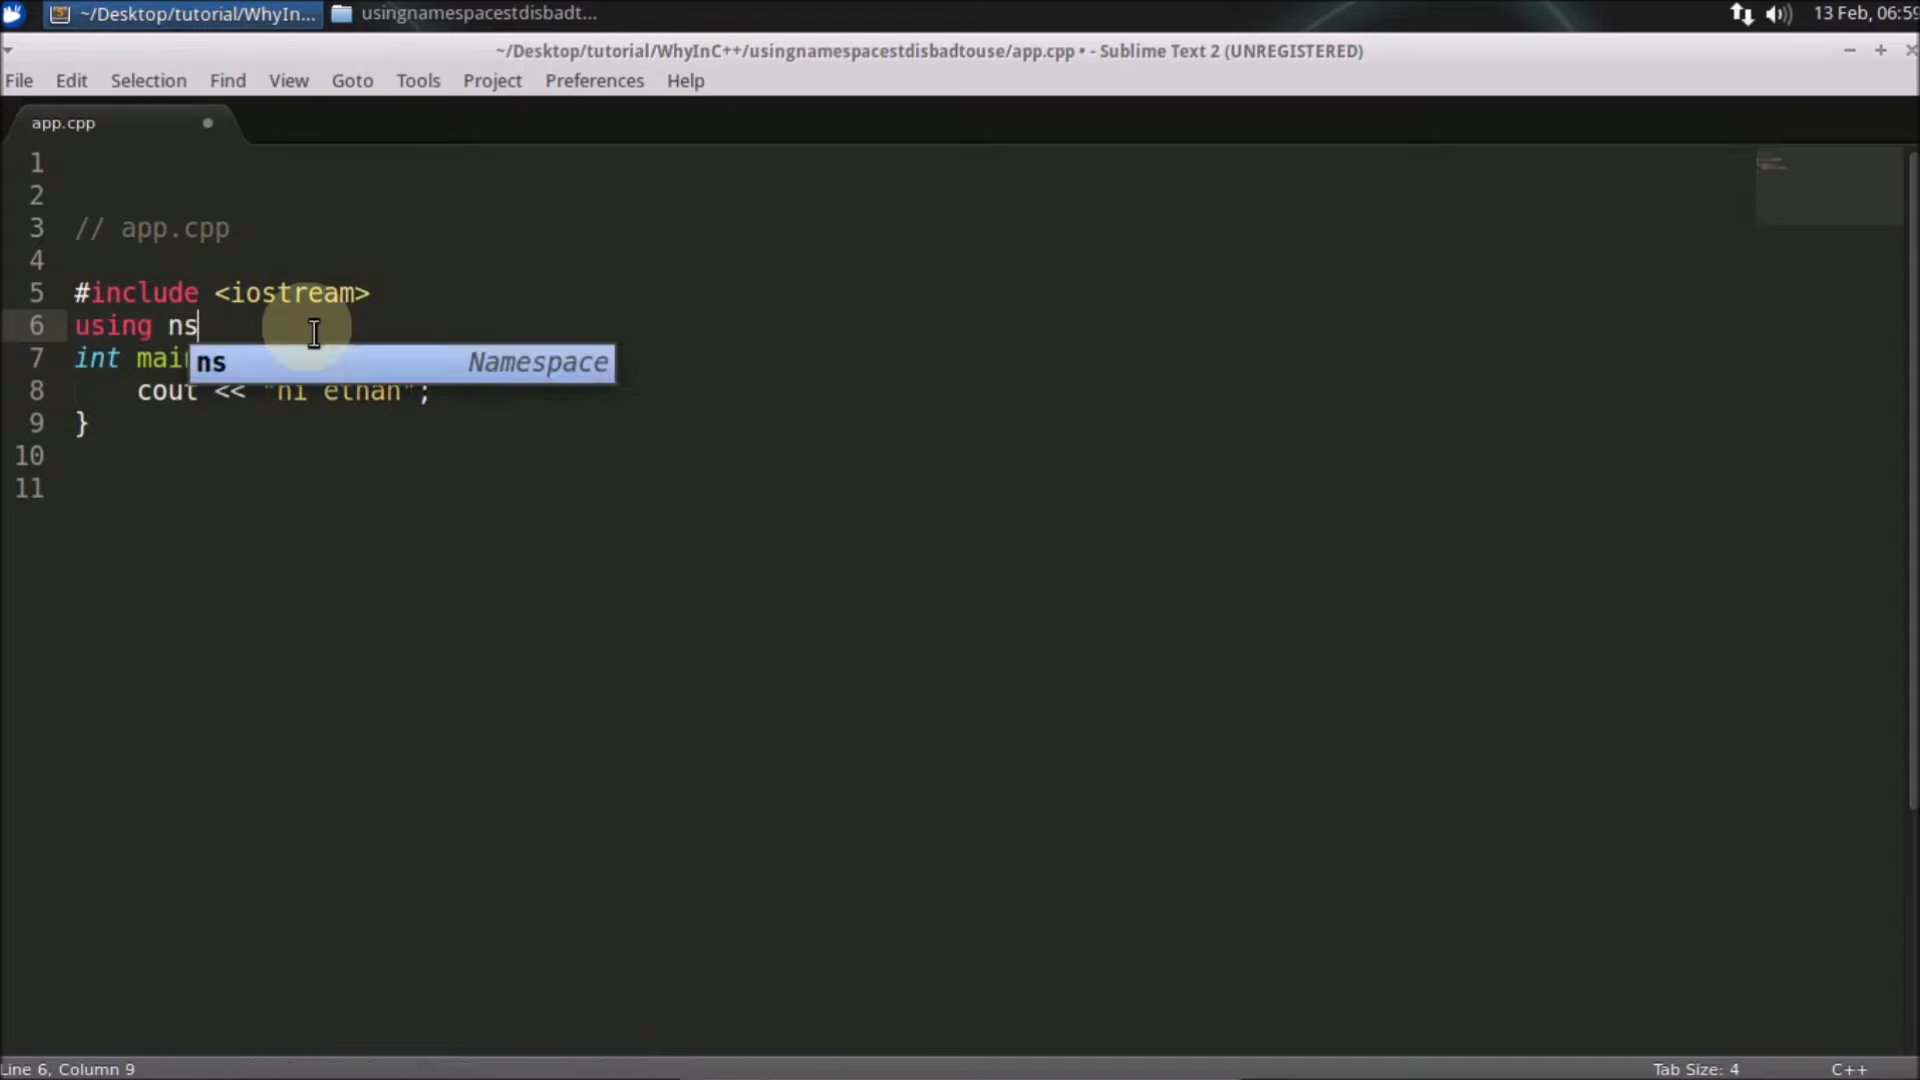 ~/Desktop/tutorial/WhyIn...
usingnamespacestdisbadt...
13 Feb, 06:59
~/Desktop/tutorial/WhyInC++/usingnamespacestdisbadtouse/app.cpp • - Sublime Text 2 (UNREGISTERED)
File Edit Selection Find View Goto Tools Project Preferences Help
app.cpp
1
2
3 // app.cpp
4
5 #include <iostream>
6 using ns
7 int mai
ns Namespace
8 cout << "hi ethan";
9 }
10
11
Line 6, Column 9
Tab Size: 4
C++